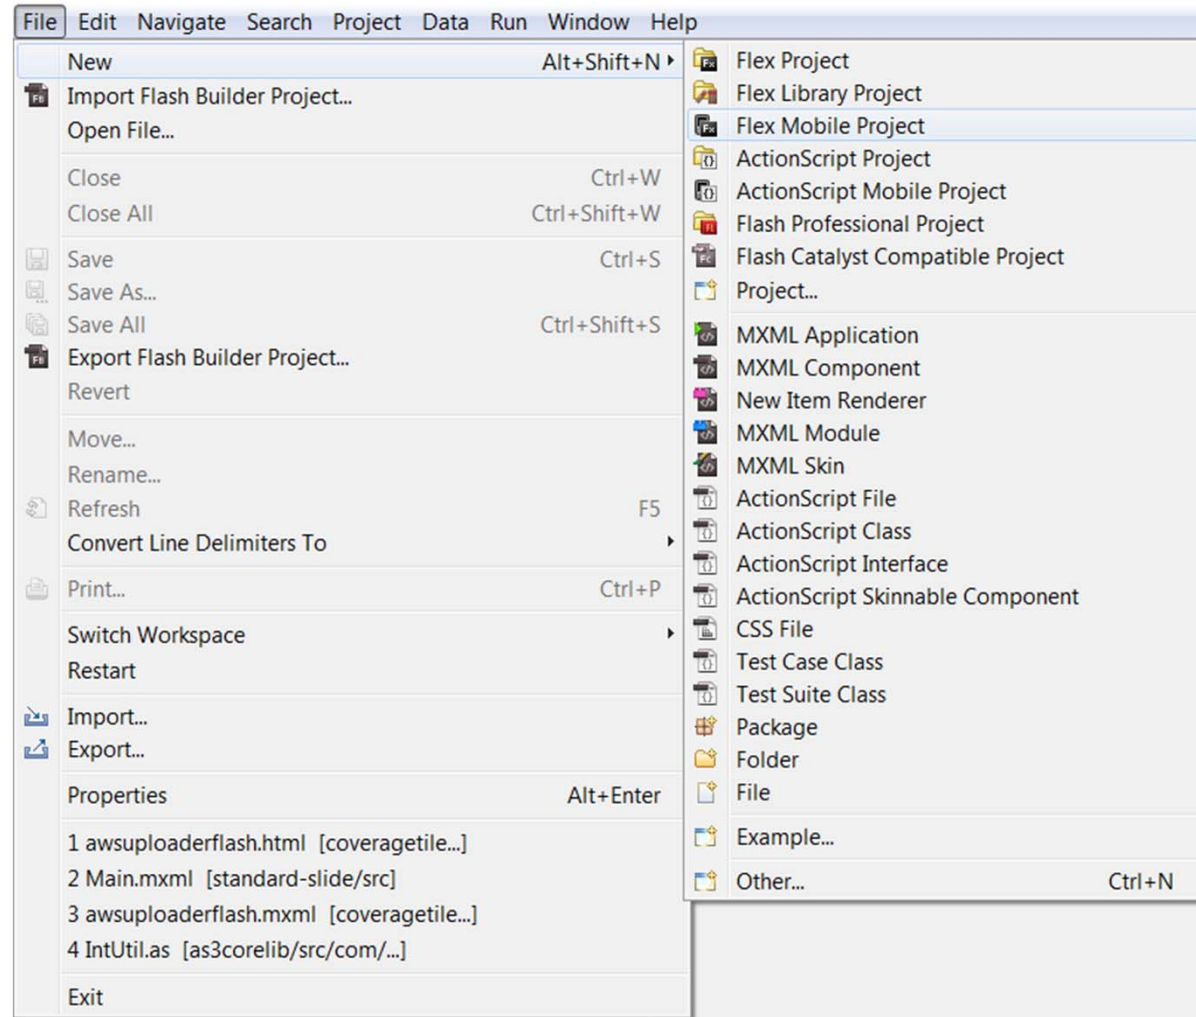 File Edit Navigate Search Project Data Run Window Help
New Alt+Shift+N
Import Flash Builder Project...
Open File...
Close Ctrl+W
Close All Ctrl+Shift+W
Save Ctrl+S
Save As...
Save All Ctrl+Shift+S
Export Flash Builder Project...
Revert
Move...
Rename...
Refresh F5
Convert Line Delimiters To
Print... Ctrl+P
Switch Workspace
Restart
Import...
Export...
Properties Alt+Enter
1 awsuploaderflash.html [coveragetile...]
2 Main.mxml [standard-slide/src]
3 awsuploaderflash.mxml [coveragetile...]
4 IntUtil.as [as3corelib/src/com/...]
Exit
Flex Project
Flex Library Project
Flex Mobile Project
ActionScript Project
ActionScript Mobile Project
Flash Professional Project
Flash Catalyst Compatible Project
Project...
MXML Application
MXML Component
New Item Renderer
MXML Module
MXML Skin
ActionScript File
ActionScript Class
ActionScript Interface
ActionScript Skinnable Component
CSS File
Test Case Class
Test Suite Class
Package
Folder
File
Example...
Other... Ctrl+N